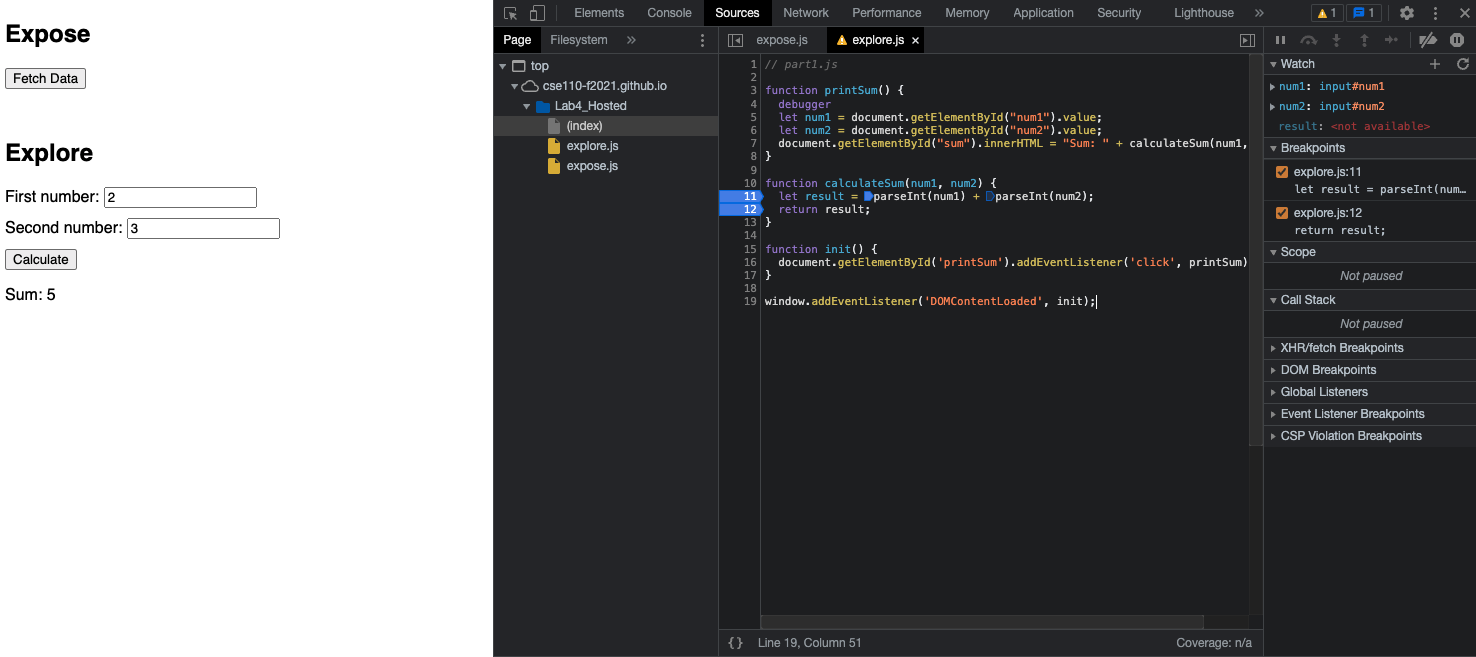 Expose
Fetch Data
Explore
First number: 2
Second number: 3
Calculate
Sum: 5
Elements Console Sources Network Performance Memory Application Security Lighthouse » 1 1
Page Filesystem »
top
cse110-f2021.github.io
Lab4_Hosted
(index)
explore.js
expose.js
expose.js explore.js ×
1 // part1.js
2
3 function printSum() {
4 debugger
5 let num1 = document.getElementById("num1").value;
6 let num2 = document.getElementById("num2").value;
7 document.getElementById("sum").innerHTML = "Sum: " + calculateSum(num1,
8 }
9
10 function calculateSum(num1, num2) {
11 let result = parseInt(num1) + parseInt(num2);
12 return result;
13 }
14
15 function init() {
16 document.getElementById('printSum').addEventListener('click', printSum)
17 }
18
19 window.addEventListener('DOMContentLoaded', init);
{ } Line 19, Column 51 Coverage: n/a
Watch
num1: input#num1
num2: input#num2
result: <not available>
Breakpoints
explore.js:11
let result = parseInt(num…
explore.js:12
return result;
Scope
Not paused
Call Stack
Not paused
XHR/fetch Breakpoints
DOM Breakpoints
Global Listeners
Event Listener Breakpoints
CSP Violation Breakpoints